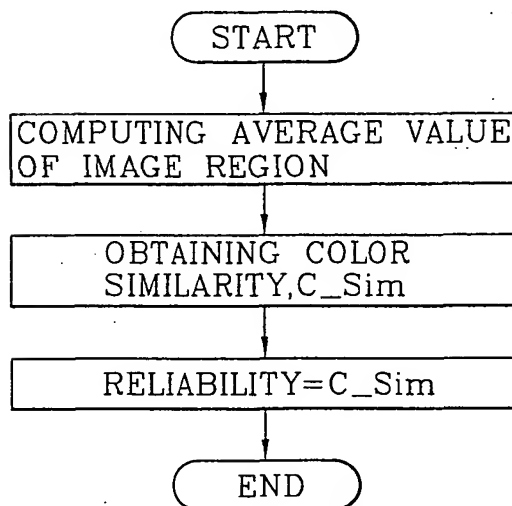 START
COMPUTING AVERAGE VALUE
OF IMAGE REGION
OBTAINING COLOR
SIMILARITY,C_Sim
RELIABILITY=C_Sim
END